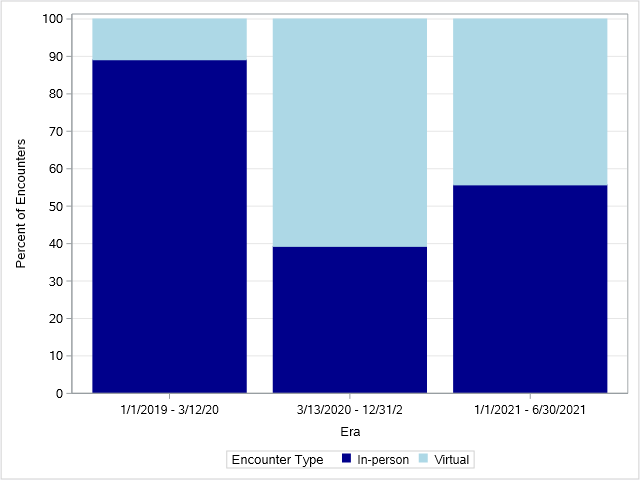 100
90
80
70
60
50
40
30
20
10
0
Percent of Encounters
1/1/2019 - 3/12/20
3/13/2020 - 12/31/2
1/1/2021 - 6/30/2021
Era
Encounter Type In-person Virtual